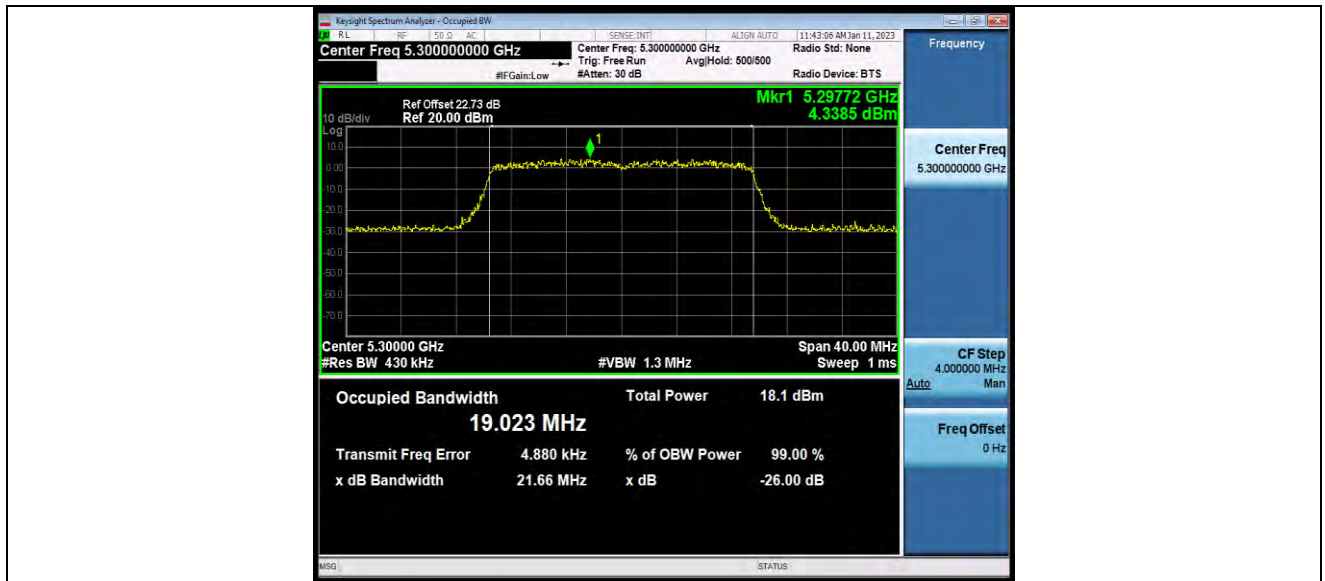 Keysight Spectrum Analyzer - Occupied BW
RL RF 50 Ω AC SENSE:INT ALIGN AUTO 11:43:06 AM Jan 11, 2023
Center Freq 5.300000000 GHz
Center Freq: 5.300000000 GHz
Radio Std: None
Trig: Free Run Avg|Hold: 500/500
#IFGain:Low #Atten: 30 dB Radio Device: BTS
Mkr1 5.29772 GHz
4.3385 dBm
Ref Offset 22.73 dB
10 dB/div Ref 20.00 dBm
Log
10.0
0.00
-10.0
-20.0
-30.0
-40.0
-50.0
-60.0
-70.0
1
Center 5.30000 GHz Span 40.00 MHz
#Res BW 430 kHz #VBW 1.3 MHz Sweep 1 ms
Occupied Bandwidth Total Power 18.1 dBm
19.023 MHz
Transmit Freq Error 4.880 kHz % of OBW Power 99.00 %
x dB Bandwidth 21.66 MHz x dB -26.00 dB
MSG STATUS
Frequency
Center Freq
5.300000000 GHz
CF Step
4.000000 MHz
Auto Man
Freq Offset
0 Hz